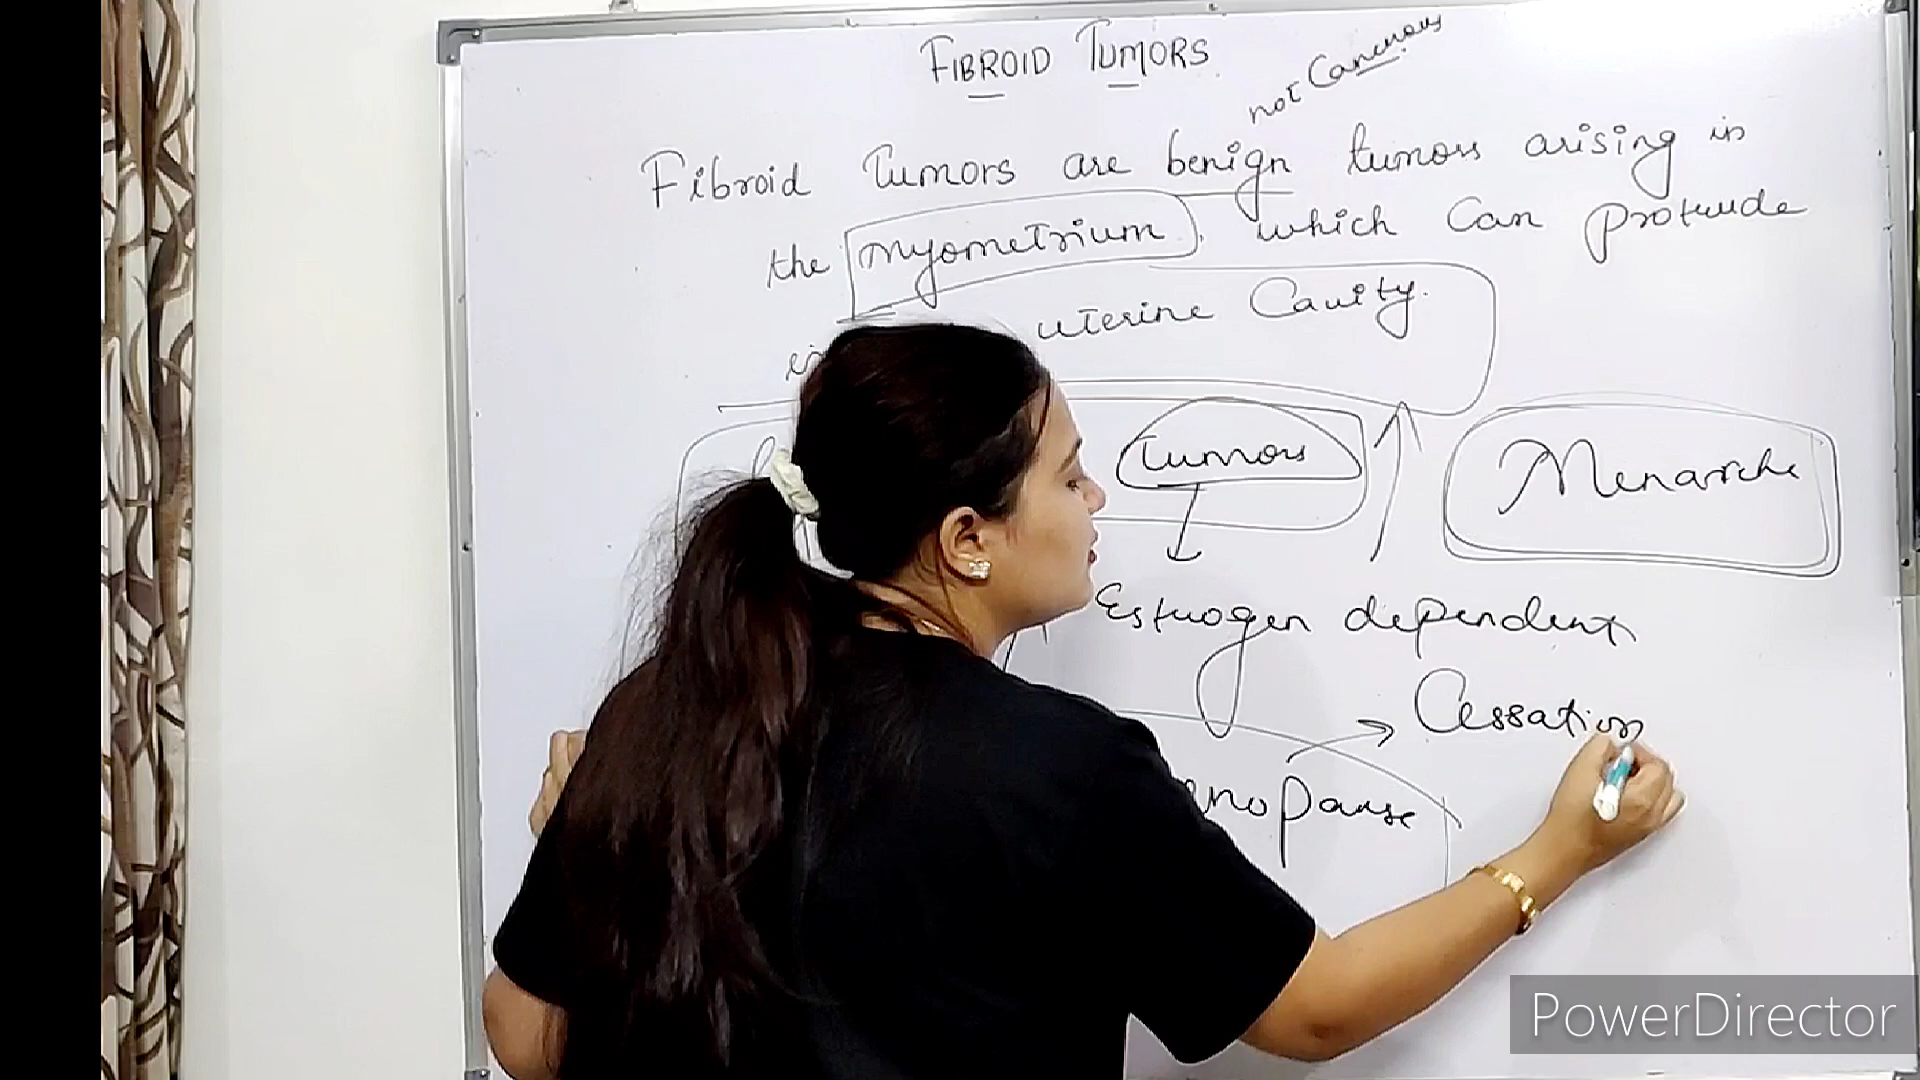 FIBROID TUMORS
not Cancerous
Fibroid Tumors are benign tumors arising in
the myometrium. which can protrude
uterine Cavity.
tumors
Menarche
Estrogen dependent
Cessation
PowerDirector